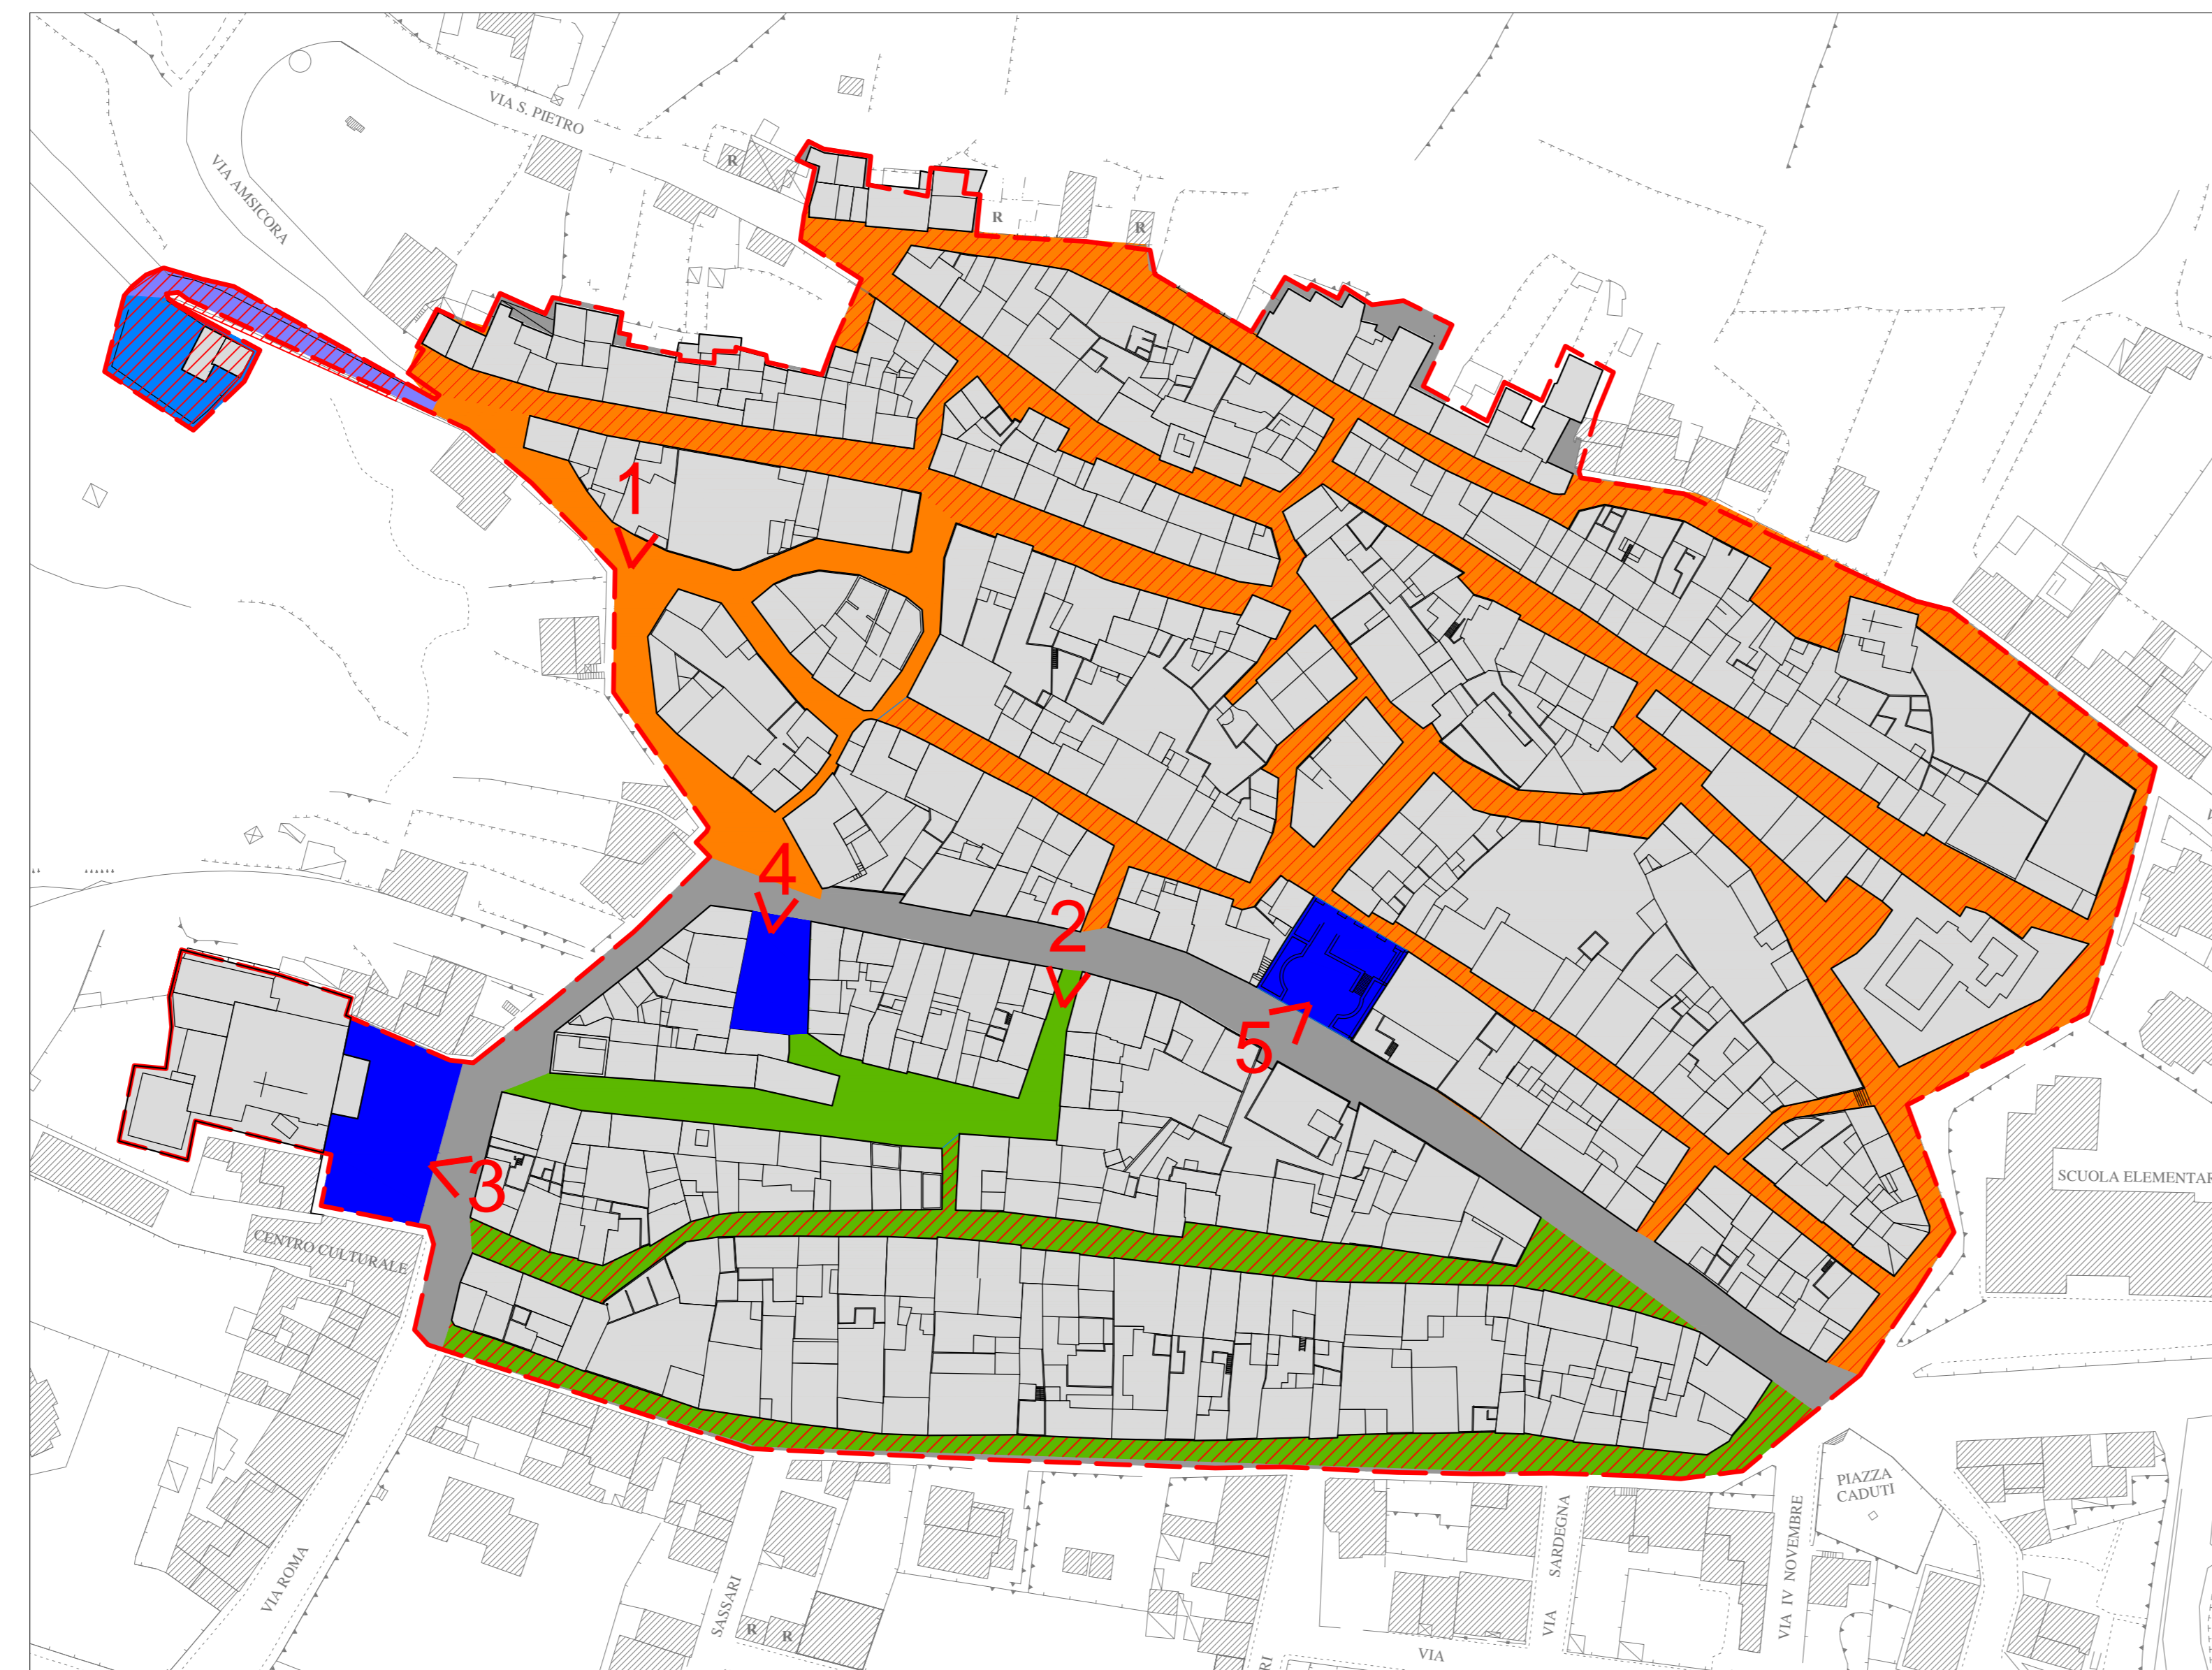 VIA S. PIETRO
R
VIA AMSICORA
R
R
1
4
2
5
3
SCUOLA ELEMENTAR
CENTRO CULTURALE
PIAZZA
CADUTI
VIA ROMA
SASSARI
VIA SARDEGNA
VIA IV NOVEMBRE
R
R
VIA
RI